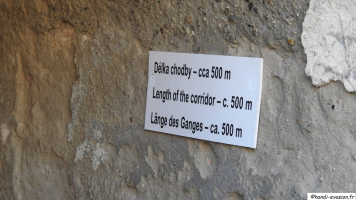 Délka chodby – cca 500 m
Length of the corridor – c. 500 m
Länge des Ganges – ca. 500 m
©handi-evasion.fr